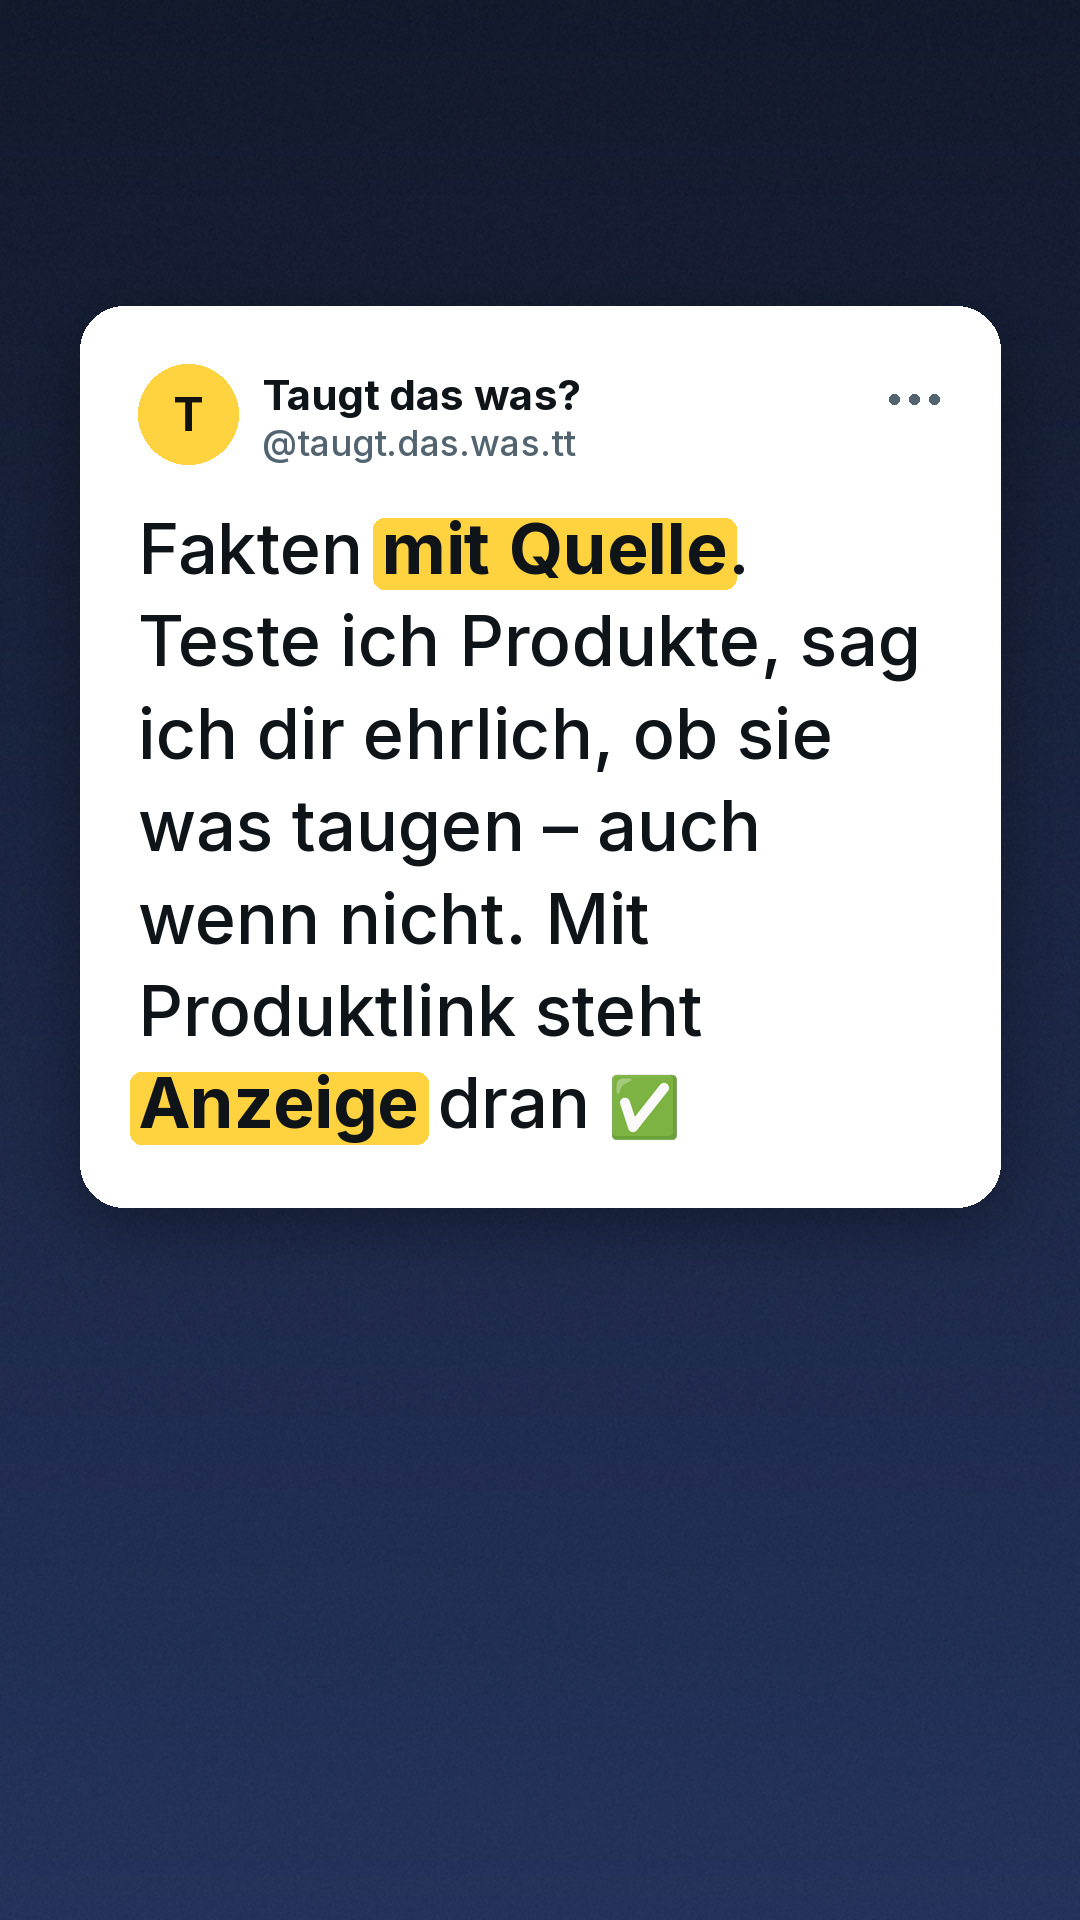 T
Taugt das was?
@taugt.das.was.tt
Fakten mit Quelle.
Teste ich Produkte, sag
ich dir ehrlich, ob sie
was taugen – auch
wenn nicht. Mit
Produktlink steht
Anzeige dran ✅